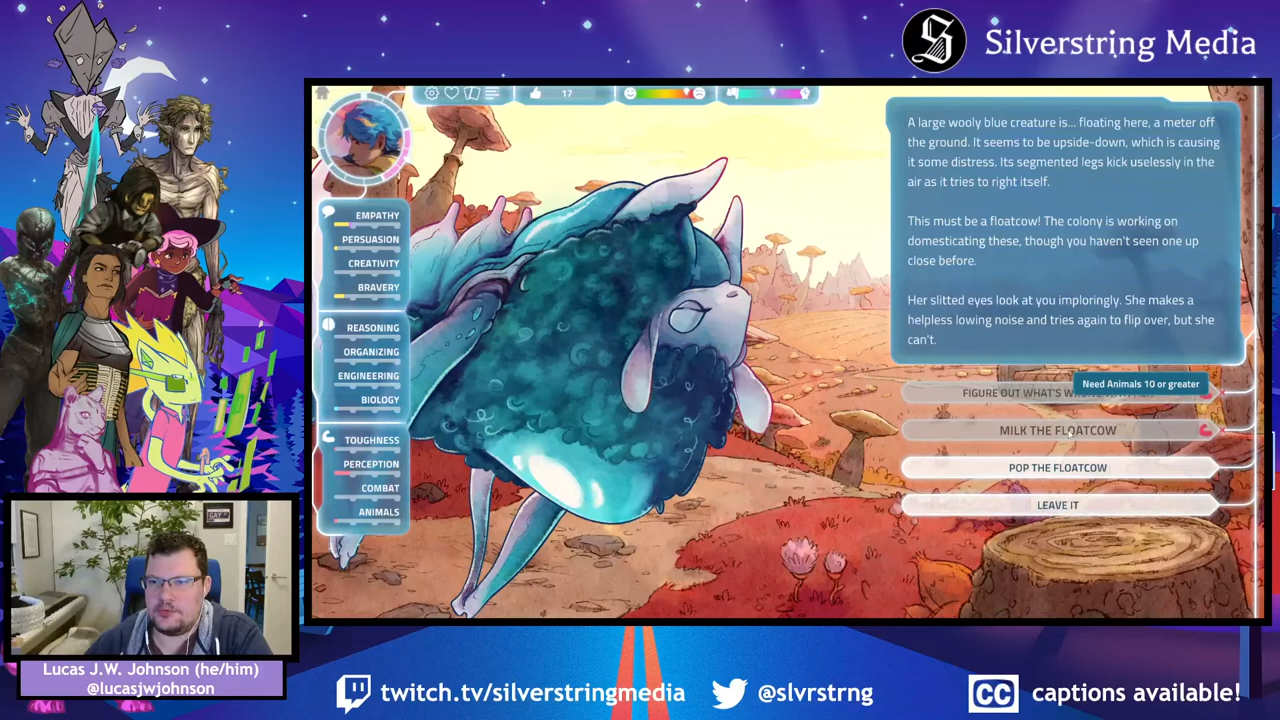 Silverstring Media
17
A large wooly blue creature is... floating here, a meter off
the ground. It seems to be upside-down, which is causing
it some distress. Its segmented legs kick uselessly in the
air as it tries to right itself.
This must be a floatcow! The colony is working on
domesticating these, though you haven't seen one up
close before.
Her slitted eyes look at you imploringly. She makes a
helpless lowing noise and tries again to flip over, but she
can't.
Need Animals 10 or greater
FIGURE OUT WHAT'S
MILK THE FLOATCOW
POP THE FLOATCOW
LEAVE IT
EMPATHY
PERSUASION
CREATIVITY
BRAVERY
REASONING
ORGANIZING
ENGINEERING
BIOLOGY
TOUGHNESS
PERCEPTION
COMBAT
ANIMALS
GAY
Lucas J.W. Johnson (he/him)
@lucasjwjohnson
twitch.tv/silverstringmedia
@slvrstrng
CC
captions available!